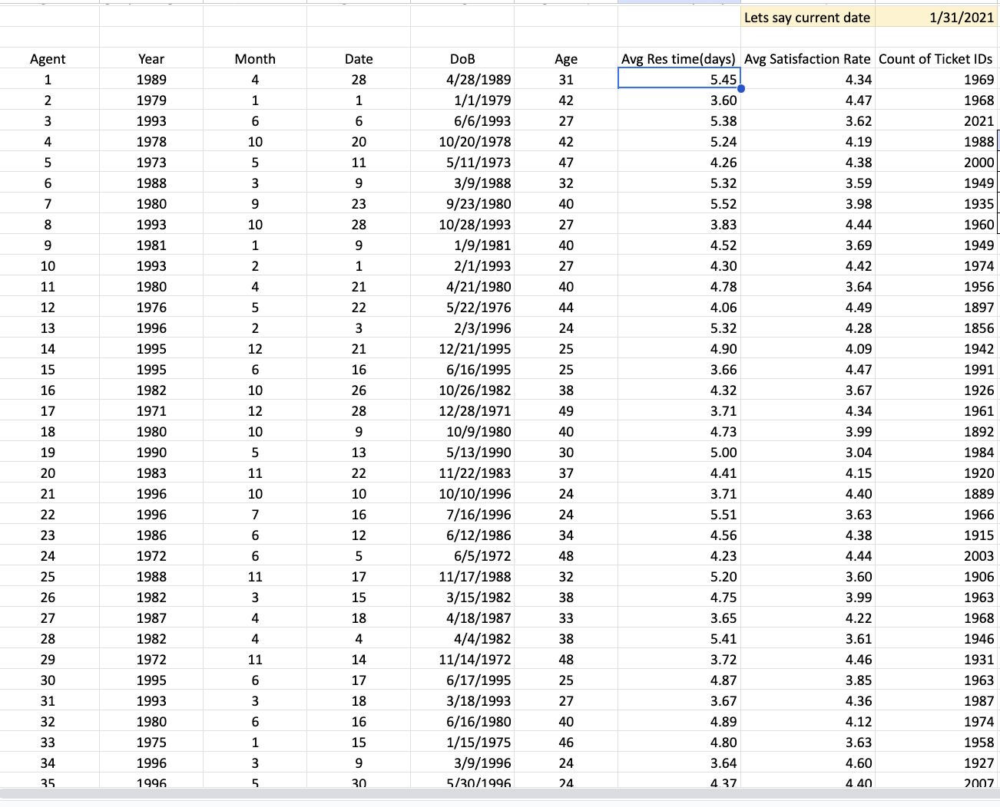 Lets say current date 1/31/2021
Agent Year Month Date DoB Age Avg Res time(days) Avg Satisfaction Rate Count of Ticket IDs
1 1989 4 28 4/28/1989 31 5.45 4.34 1969
2 1979 1 1 1/1/1979 42 3.60 4.47 1968
3 1993 6 6 6/6/1993 27 5.38 3.62 2021
4 1978 10 20 10/20/1978 42 5.24 4.19 1988
5 1973 5 11 5/11/1973 47 4.26 4.38 2000
6 1988 3 9 3/9/1988 32 5.32 3.59 1949
7 1980 9 23 9/23/1980 40 5.52 3.98 1935
8 1993 10 28 10/28/1993 27 3.83 4.44 1960
9 1981 1 9 1/9/1981 40 4.52 3.69 1949
10 1993 2 1 2/1/1993 27 4.30 4.42 1974
11 1980 4 21 4/21/1980 40 4.78 3.64 1956
12 1976 5 22 5/22/1976 44 4.06 4.49 1897
13 1996 2 3 2/3/1996 24 5.32 4.28 1856
14 1995 12 21 12/21/1995 25 4.90 4.09 1942
15 1995 6 16 6/16/1995 25 3.66 4.47 1991
16 1982 10 26 10/26/1982 38 4.32 3.67 1926
17 1971 12 28 12/28/1971 49 3.71 4.34 1961
18 1980 10 9 10/9/1980 40 4.73 3.99 1892
19 1990 5 13 5/13/1990 30 5.00 3.04 1984
20 1983 11 22 11/22/1983 37 4.41 4.15 1920
21 1996 10 10 10/10/1996 24 3.71 4.40 1889
22 1996 7 16 7/16/1996 24 5.51 3.63 1966
23 1986 6 12 6/12/1986 34 4.56 4.38 1915
24 1972 6 5 6/5/1972 48 4.23 4.44 2003
25 1988 11 17 11/17/1988 32 5.20 3.60 1906
26 1982 3 15 3/15/1982 38 4.75 3.99 1963
27 1987 4 18 4/18/1987 33 3.65 4.22 1968
28 1982 4 4 4/4/1982 38 5.41 3.61 1946
29 1972 11 14 11/14/1972 48 3.72 4.46 1931
30 1995 6 17 6/17/1995 25 4.87 3.85 1963
31 1993 3 18 3/18/1993 27 3.67 4.36 1987
32 1980 6 16 6/16/1980 40 4.89 4.12 1974
33 1975 1 15 1/15/1975 46 4.80 3.63 1958
34 1996 3 9 3/9/1996 24 3.64 4.60 1927
35 1996 5 30 5/30/1996 24 4.37 4.40 2007